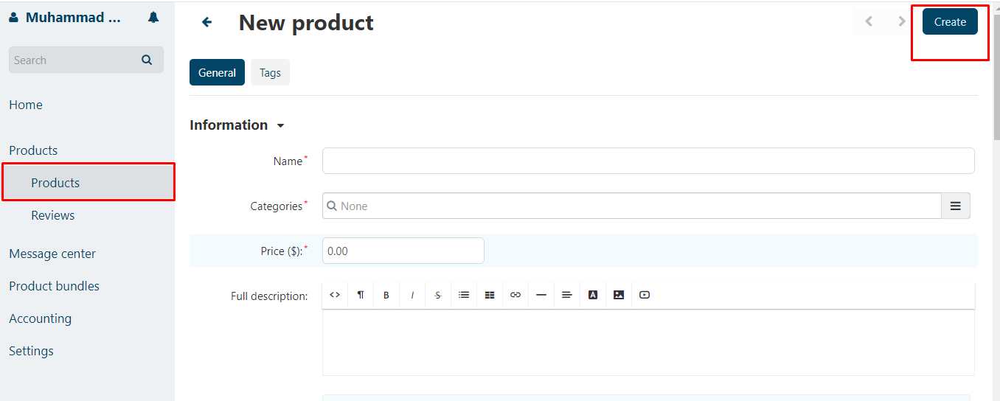 Muhammad ...
Search
Home
Products
Products
Reviews
Message center
Product bundles
Accounting
Settings
New product
Create
General
Tags
Information
Name*
Categories*
None
Price ($):*
0.00
Full description:
B I S
A